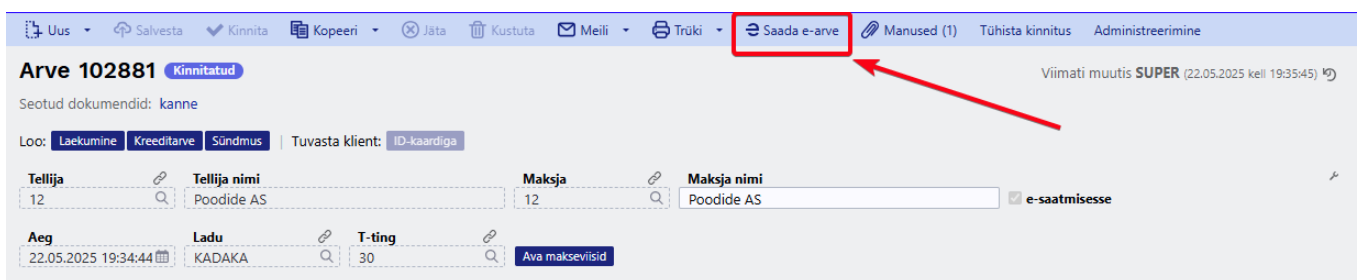 Uus Salvesta Kinnita Kopeeri Jäta Kustuta Meili Trüki Saada e-arve Manused (1) Tühista kinnitus Administreerimine
Arve 102881 Kinnitatud Viimati muutis SUPER (22.05.2025 kell 19:35:45)
Seotud dokumendid: kanne
Loo: Laekumine Kreeditarve Sündmus | Tuvasta klient: ID-kaardiga
Tellija Tellija nimi Maksja Maksja nimi
12 Poodide AS 12 Poodide AS e-saatmisesse
Aeg Ladu T-ting
22.05.2025 19:34:44 KADAKA 30 Ava makseviisid